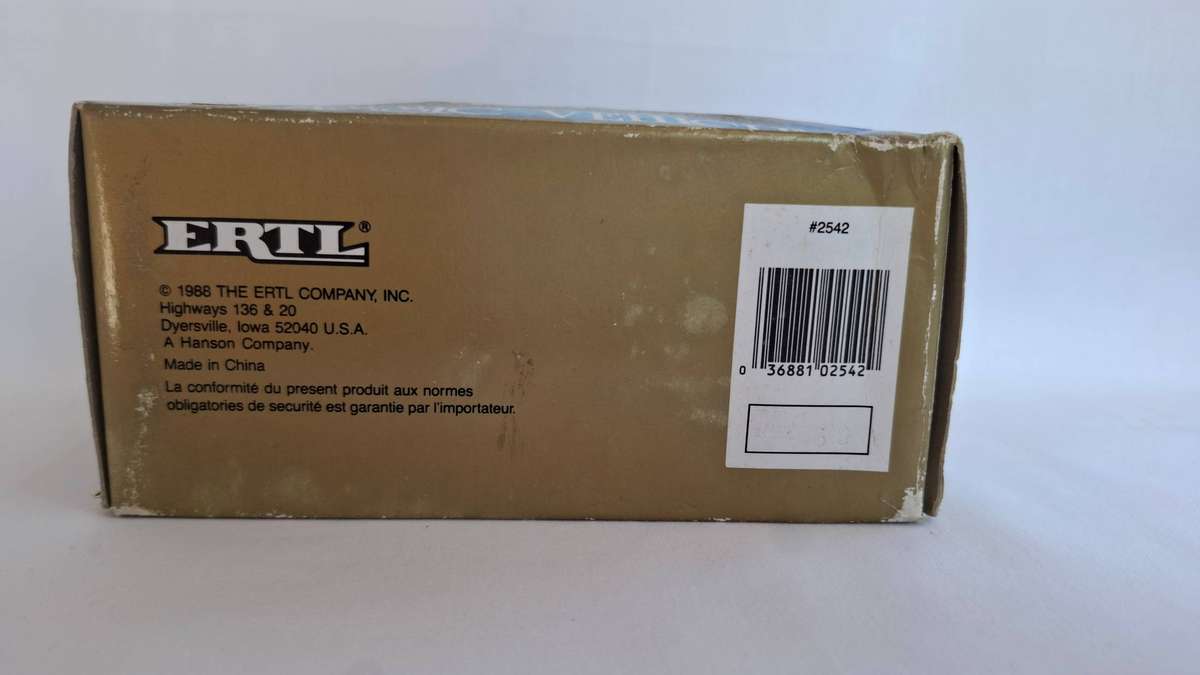 ERTL®
© 1988 THE ERTL COMPANY, INC.
Highways 136 & 20
Dyersville, Iowa 52040 U.S.A.
A Hanson Company.
Made in China
La conformité du present produit aux normes
obligatories de securité est garantie par l'importateur.
#2542
0 36881 02542